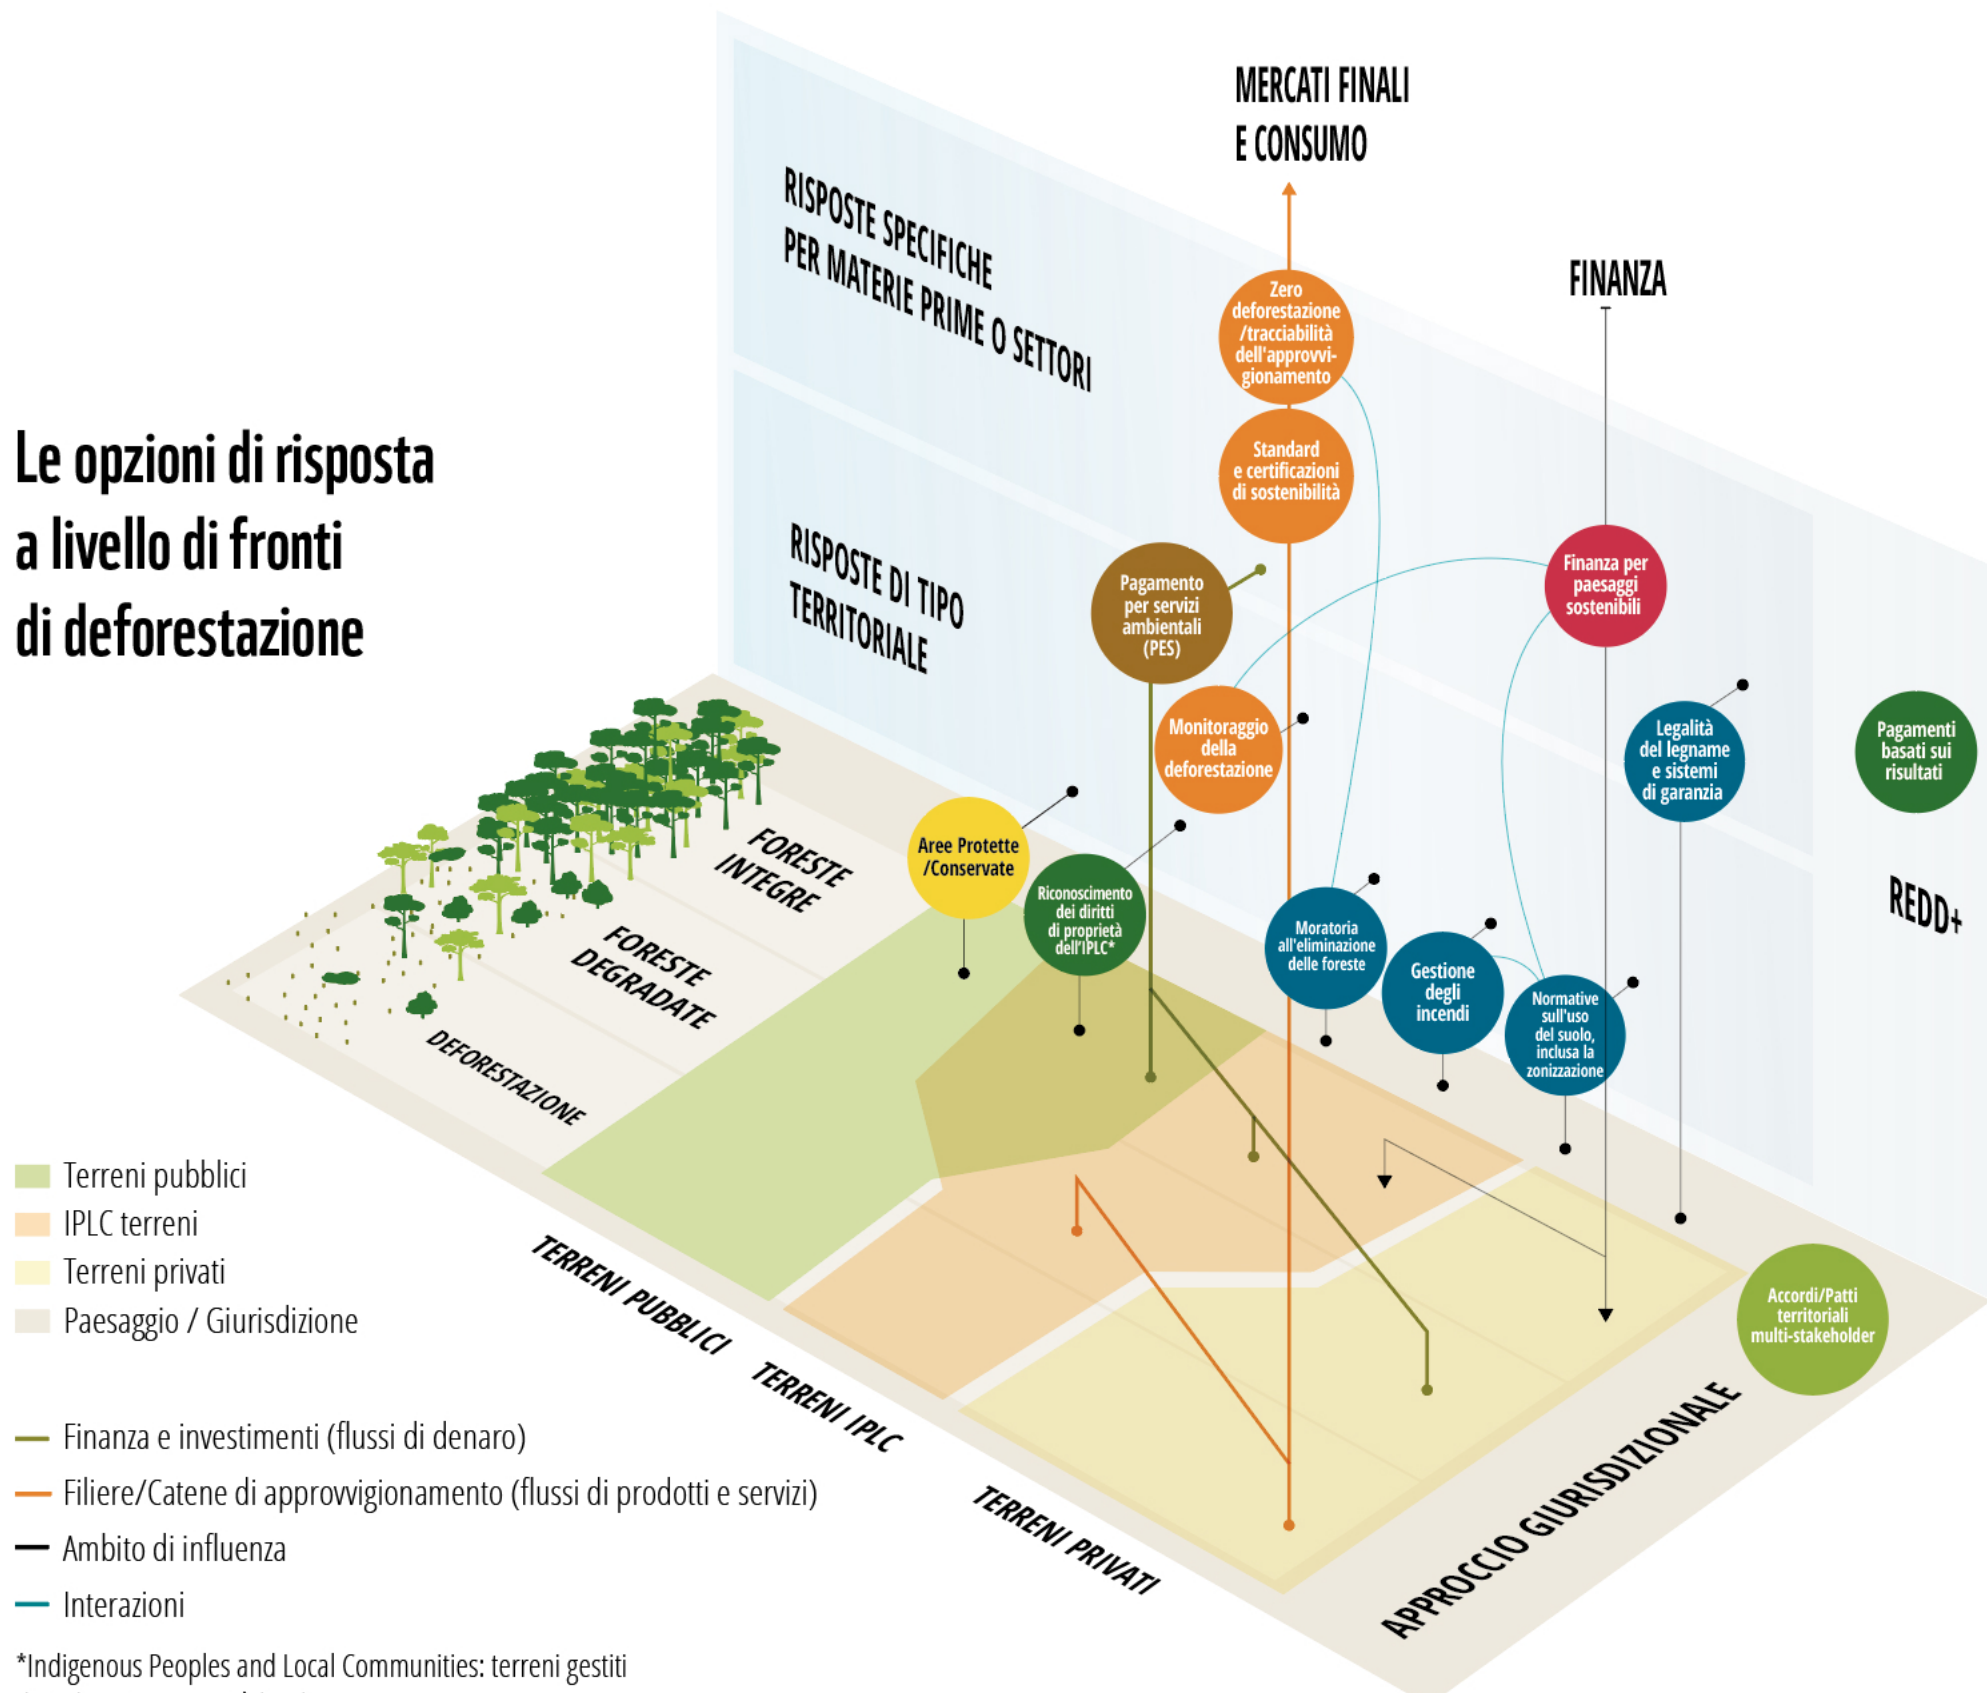 Le opzioni di risposta
a livello di fronti
di deforestazione
RISPOSTE SPECIFICHE
PER MATERIE PRIME O SETTORI
RISPOSTE DI TIPO
TERRITORIALE
MERCATI FINALI
E CONSUMO
FINANZA
Zero
deforestazione
/tracciabilità
dell'approvvi-
gionamento
Standard
e certificazioni
di sostenibilità
Pagamento
per servizi
ambientali
(PES)
Finanza per
paesaggi
sostenibili
Monitoraggio
della
deforestazione
Legalità
del legname
e sistemi
di garanzia
Pagamenti
basati sui
risultati
REDD+
Aree Protette
/Conservate
Riconoscimento
dei diritti
di proprietà
dell'IPLC*
Moratoria
all'eliminazione
delle foreste
Gestione
degli
incendi
Normative
sull'uso
del suolo,
inclusa la
zonizzazione
Accordi/Patti
territoriali
multi-stakeholder
FORESTE
INTEGRE
FORESTE
DEGRADATE
DEFORESTAZIONE
TERRENI PUBBLICI
TERRENI IPLC
TERRENI PRIVATI
APPROCCIO GIURISDIZIONALE
Terreni pubblici
IPLC terreni
Terreni privati
Paesaggio / Giurisdizione
Finanza e investimenti (flussi di denaro)
Filiere/Catene di approvvigionamento (flussi di prodotti e servizi)
Ambito di influenza
Interazioni
*Indigenous Peoples and Local Communities: terreni gestiti